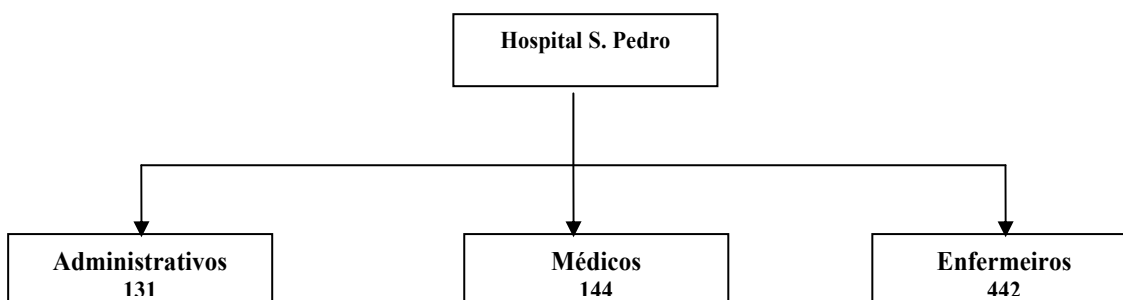 Hospital S. Pedro
Administrativos
131
Médicos
144
Enfermeiros
442